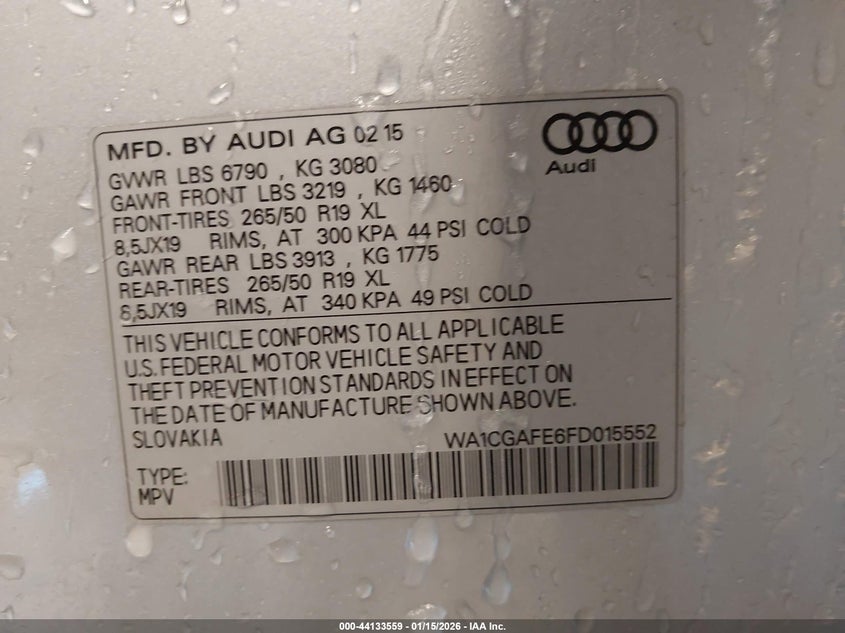 MFD. BY AUDI AG 02 15
Audi
GVWR LBS 6790 , KG 3080
GAWR FRONT LBS 3219 , KG 1460
FRONT-TIRES 265/50 R19 XL
8,5JX19 RIMS, AT 300 KPA 44 PSI COLD
GAWR REAR LBS 3913 , KG 1775
REAR-TIRES 265/50 R19 XL
8,5JX19 RIMS, AT 340 KPA 49 PSI COLD
THIS VEHICLE CONFORMS TO ALL APPLICABLE
U.S. FEDERAL MOTOR VEHICLE SAFETY AND
THEFT PREVENTION STANDARDS IN EFFECT ON
THE DATE OF MANUFACTURE SHOWN ABOVE.
SLOVAKIA WA1CGAFE6FD015552
TYPE:
MPV
000-44133559 - 01/15/2026 - IAA Inc.